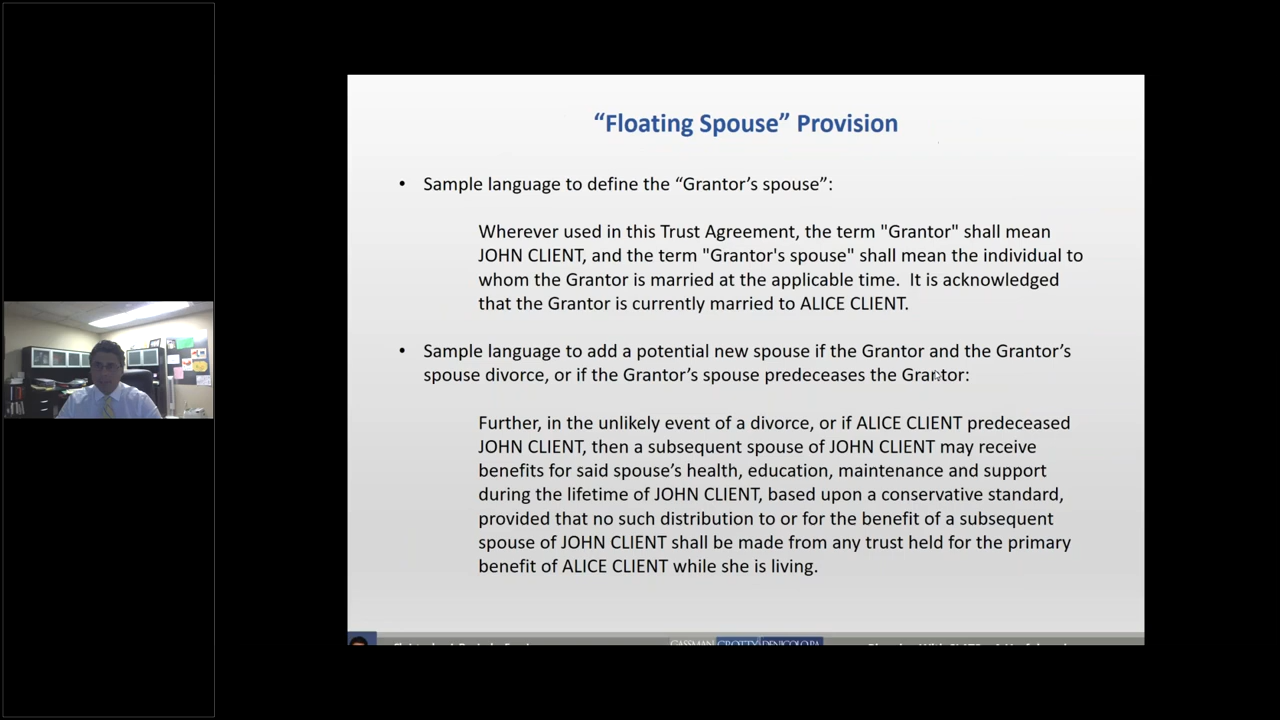 “Floating Spouse” Provision
• Sample language to define the “Grantor’s spouse”:
Wherever used in this Trust Agreement, the term "Grantor" shall mean
JOHN CLIENT, and the term "Grantor's spouse" shall mean the individual to
whom the Grantor is married at the applicable time.  It is acknowledged
that the Grantor is currently married to ALICE CLIENT.
• Sample language to add a potential new spouse if the Grantor and the Grantor’s
spouse divorce, or if the Grantor’s spouse predeceases the Grantor:
Further, in the unlikely event of a divorce, or if ALICE CLIENT predeceased
JOHN CLIENT, then a subsequent spouse of JOHN CLIENT may receive
benefits for said spouse’s health, education, maintenance and support
during the lifetime of JOHN CLIENT, based upon a conservative standard,
provided that no such distribution to or for the benefit of a subsequent
spouse of JOHN CLIENT shall be made from any trust held for the primary
benefit of ALICE CLIENT while she is living.
GASSMAN CROTTY DENICOLO PA